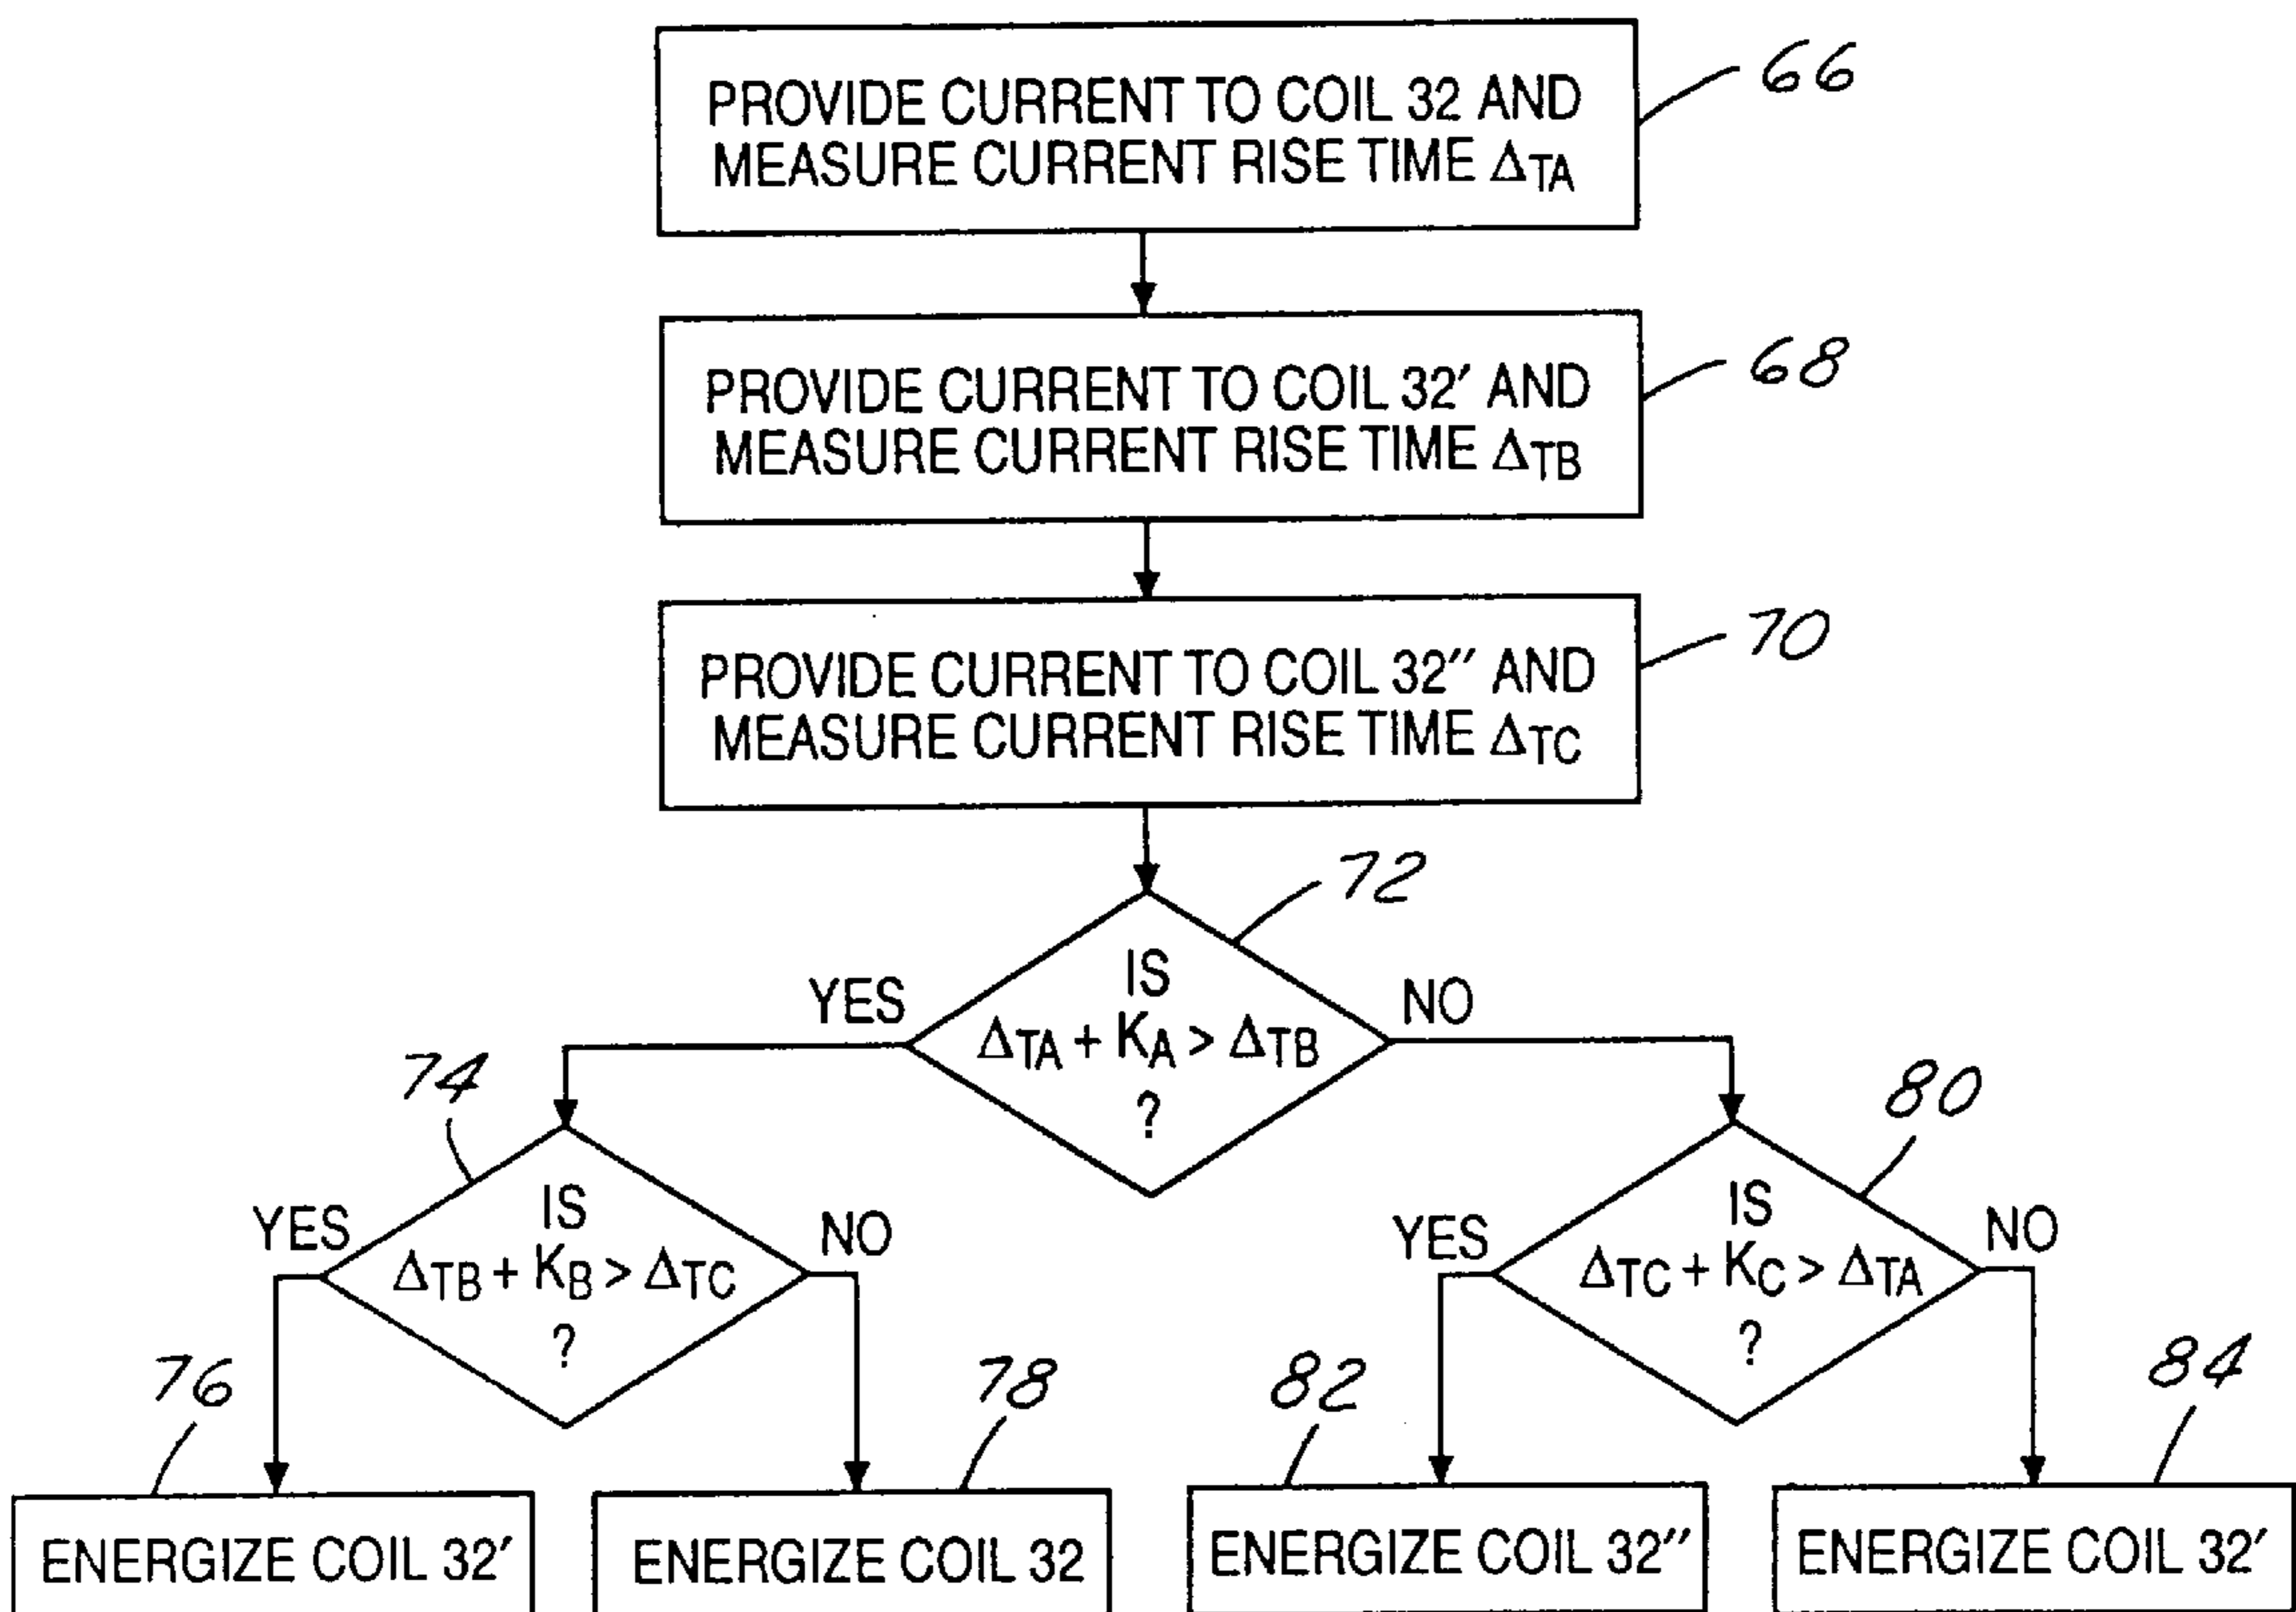 PROVIDE CURRENT TO COIL 32 AND
MEASURE CURRENT RISE TIME ΔTA
66
PROVIDE CURRENT TO COIL 32′ AND
MEASURE CURRENT RISE TIME ΔTB
68
PROVIDE CURRENT TO COIL 32″ AND
MEASURE CURRENT RISE TIME ΔTC
70
72
IS
ΔTA + KA > ΔTB
?
YES
NO
74
IS
ΔTB + KB > ΔTC
?
YES
NO
80
IS
ΔTC + KC > ΔTA
?
YES
NO
76
ENERGIZE COIL 32′
78
ENERGIZE COIL 32
82
ENERGIZE COIL 32″
84
ENERGIZE COIL 32′